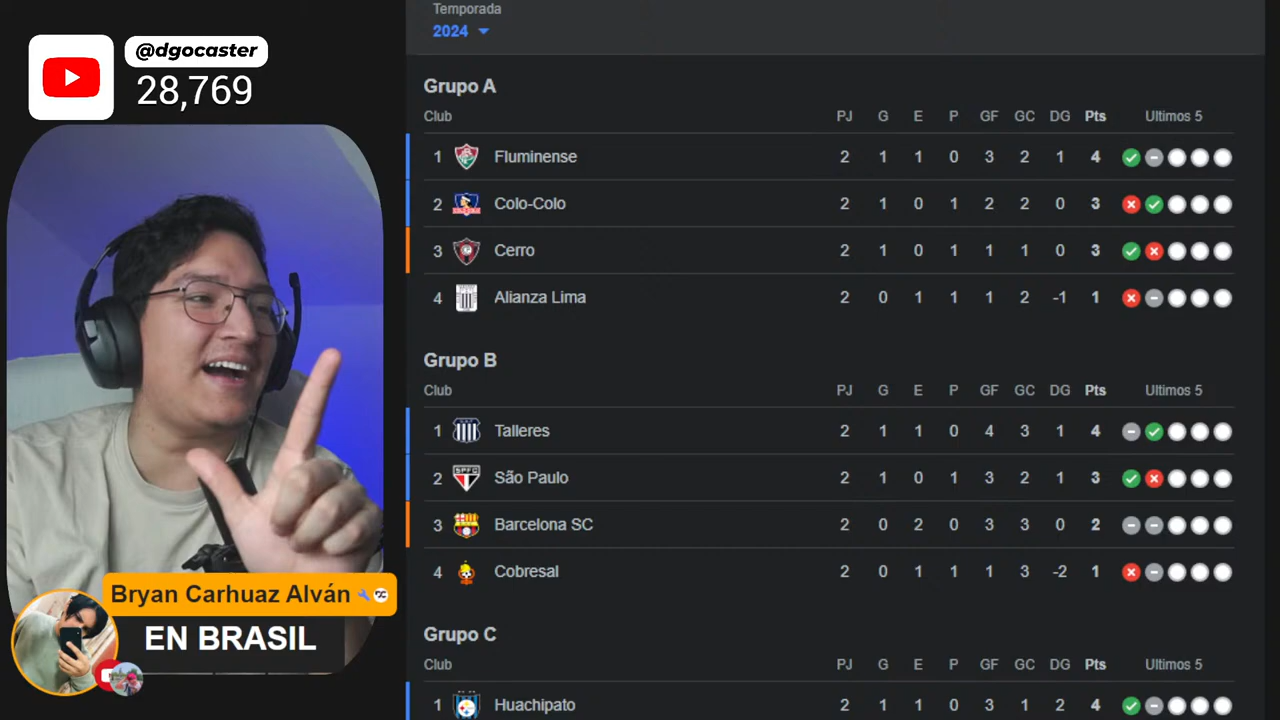 @dgocaster
28,769
Temporada
2024
Grupo A
Club PJ G E P GF GC DG Pts Ultimos 5
1 Fluminense 2 1 1 0 3 2 1 4
2 Colo-Colo 2 1 0 1 2 2 0 3
3 Cerro 2 1 0 1 1 1 0 3
4 Alianza Lima 2 0 1 1 1 2 -1 1
Grupo B
Club PJ G E P GF GC DG Pts Ultimos 5
1 Talleres 2 1 1 0 4 3 1 4
2 São Paulo 2 1 0 1 3 2 1 3
3 Barcelona SC 2 0 2 0 3 3 0 2
4 Cobresal 2 0 1 1 1 3 -2 1
Grupo C
Club PJ G E P GF GC DG Pts Ultimos 5
1 Huachipato 2 1 1 0 3 1 2 4
Bryan Carhuaz Alván
EN BRASIL